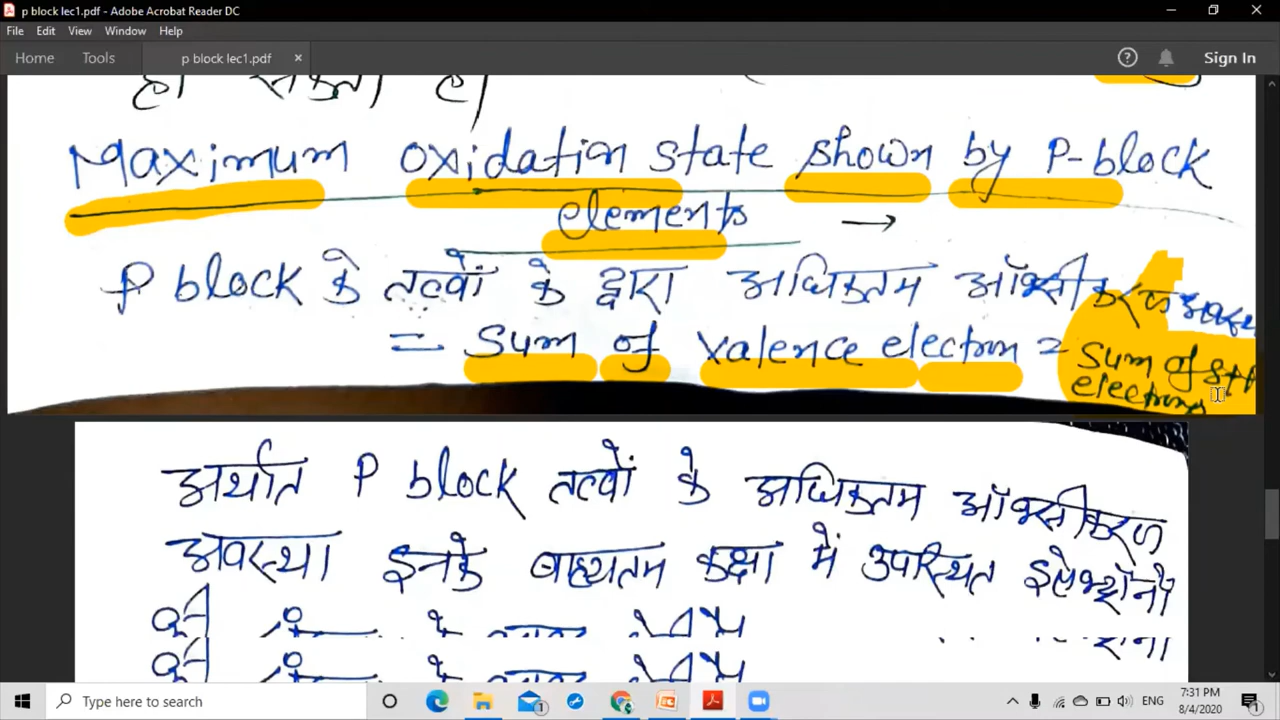 p block lec1.pdf - Adobe Acrobat Reader DC
File Edit View Window Help
Home Tools p block lec1.pdf × Sign In
हो सकता है।
Maximum oxidation state shown by P-block
elements →
P block के तत्वों के द्वारा अधिकतम ऑक्सीकरण
= Sum of valence electron = Sum of s+p
electrons
अर्थात P block तत्वों के अधिकतम ऑक्सीकरण
अवस्था इनके बाह्यतम कक्षा में उपस्थित इलेक्ट्रॉनों
की
Type here to search
ENG
7:31 PM
8/4/2020